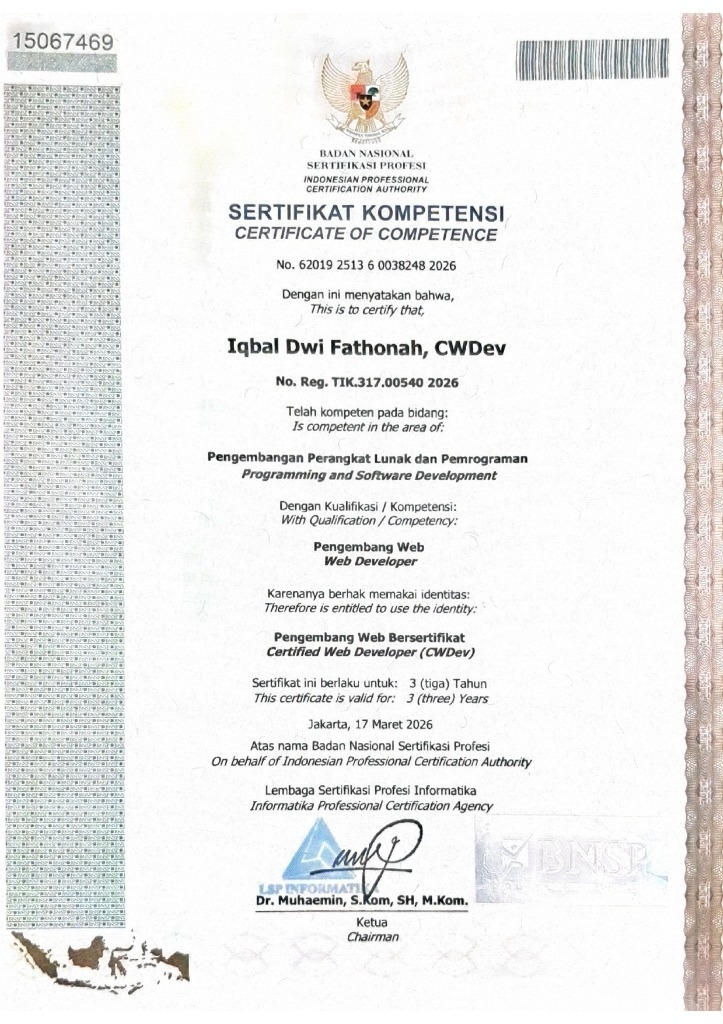 15067469
BADAN NASIONAL
SERTIFIKASI PROFESI
INDONESIAN PROFESSIONAL
CERTIFICATION AUTHORITY
SERTIFIKAT KOMPETENSI
CERTIFICATE OF COMPETENCE
No. 62019 2513 6 0038248 2026
Dengan ini menyatakan bahwa,
This is to certify that,
Iqbal Dwi Fathonah, CWDev
No. Reg. TIK.317.00540 2026
Telah kompeten pada bidang:
Is competent in the area of:
Pengembangan Perangkat Lunak dan Pemrograman
Programming and Software Development
Dengan Kualifikasi / Kompetensi:
With Qualification / Competency:
Pengembang Web
Web Developer
Karenanya berhak memakai identitas:
Therefore is entitled to use the identity:
Pengembang Web Bersertifikat
Certified Web Developer (CWDev)
Sertifikat ini berlaku untuk: 3 (tiga) Tahun
This certificate is valid for: 3 (three) Years
Jakarta, 17 Maret 2026
Atas nama Badan Nasional Sertifikasi Profesi
On behalf of Indonesian Professional Certification Authority
Lembaga Sertifikasi Profesi Informatika
Informatika Professional Certification Agency
LSP INFORMATIKA
BNSP
Dr. Muhaemin, S.Kom, SH, M.Kom.
Ketua
Chairman